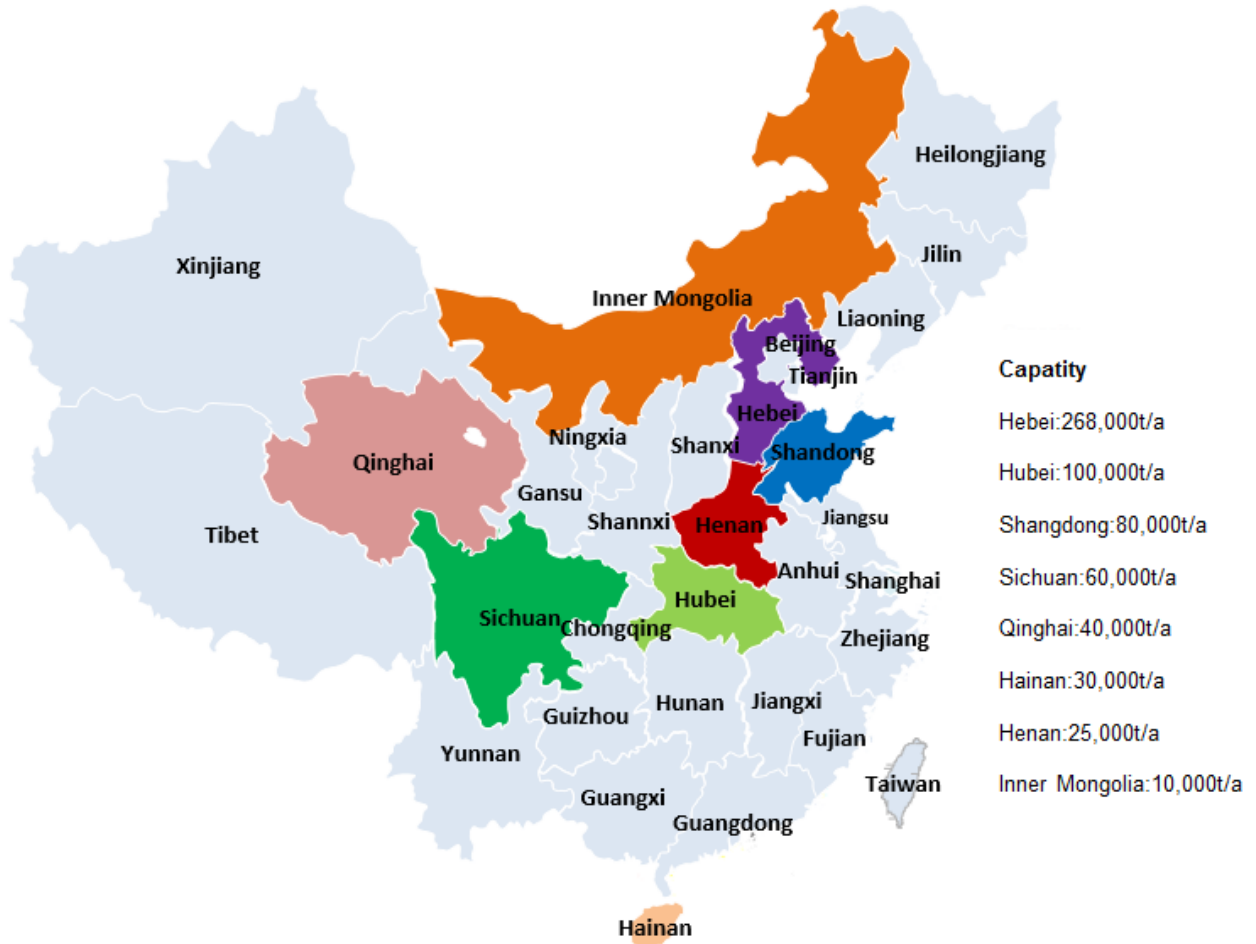 Heilongjiang
Jilin
Xinjiang
Inner Mongolia
Liaoning
Beijing
Tianjin
Hebei
Ningxia
Shanxi
Shandong
Qinghai
Gansu
Shannxi
Henan
Jiangsu
Tibet
Anhui
Shanghai
Hubei
Sichuan
Chongqing
Zhejiang
Hunan
Jiangxi
Guizhou
Fujian
Yunnan
Taiwan
Guangxi
Guangdong
Hainan
Capatity
Hebei:268,000t/a
Hubei:100,000t/a
Shangdong:80,000t/a
Sichuan:60,000t/a
Qinghai:40,000t/a
Hainan:30,000t/a
Henan:25,000t/a
Inner Mongolia:10,000t/a